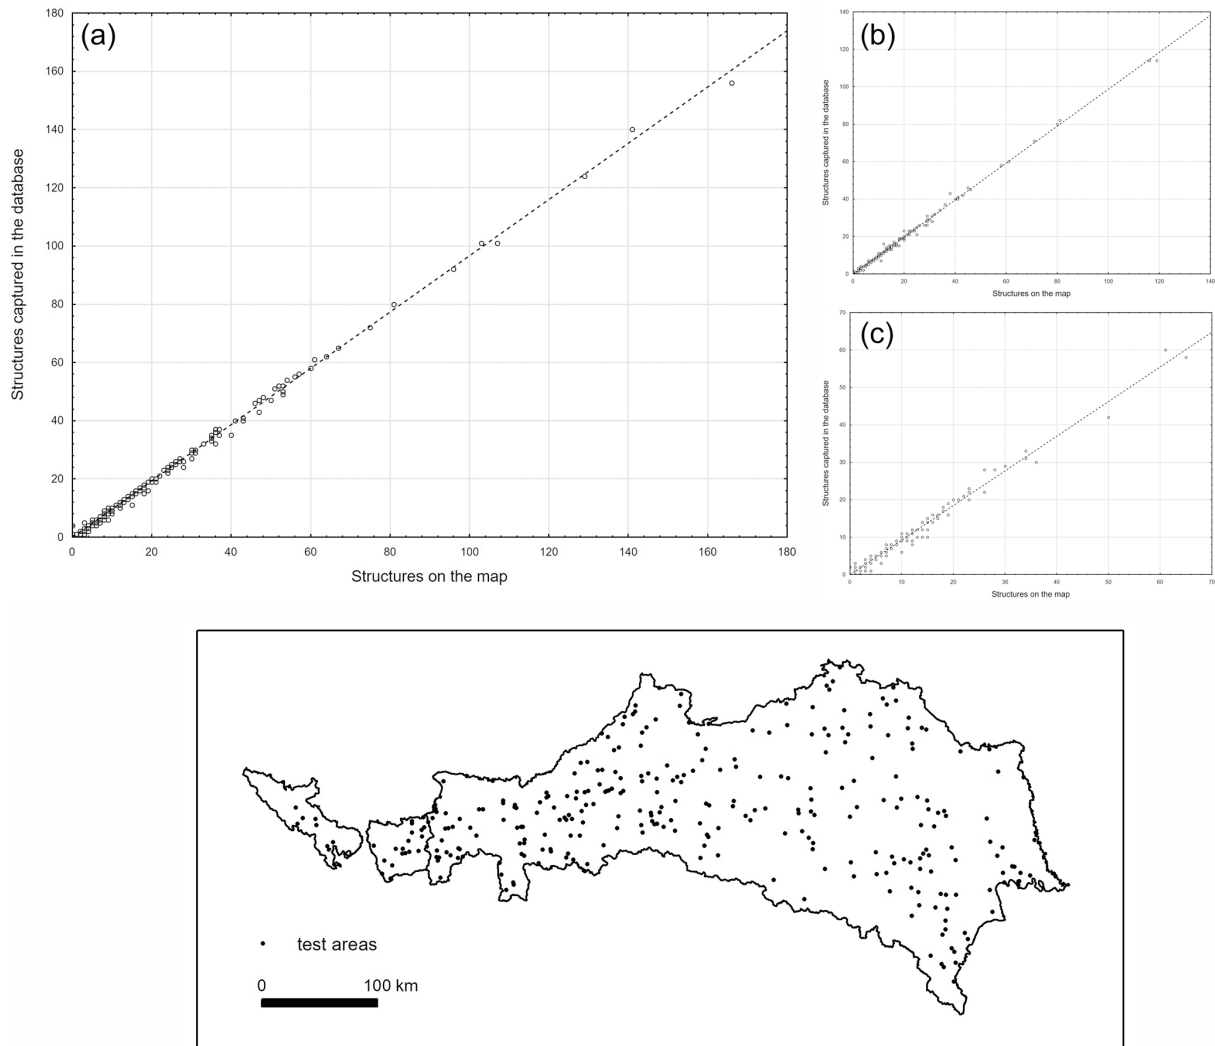 (a)
Structures captured in the database
180
160
140
120
100
80
60
40
20
0
0 20 40 60 80 100 120 140 160 180
Structures on the map
(b)
Structures captured in the database
140
120
100
80
60
40
20
0
0 20 40 60 80 100 120 140
Structures on the map
(c)
Structures captured in the database
70
60
50
40
30
20
10
0
0 10 20 30 40 50 60 70
Structures on the map
test areas
0 100 km